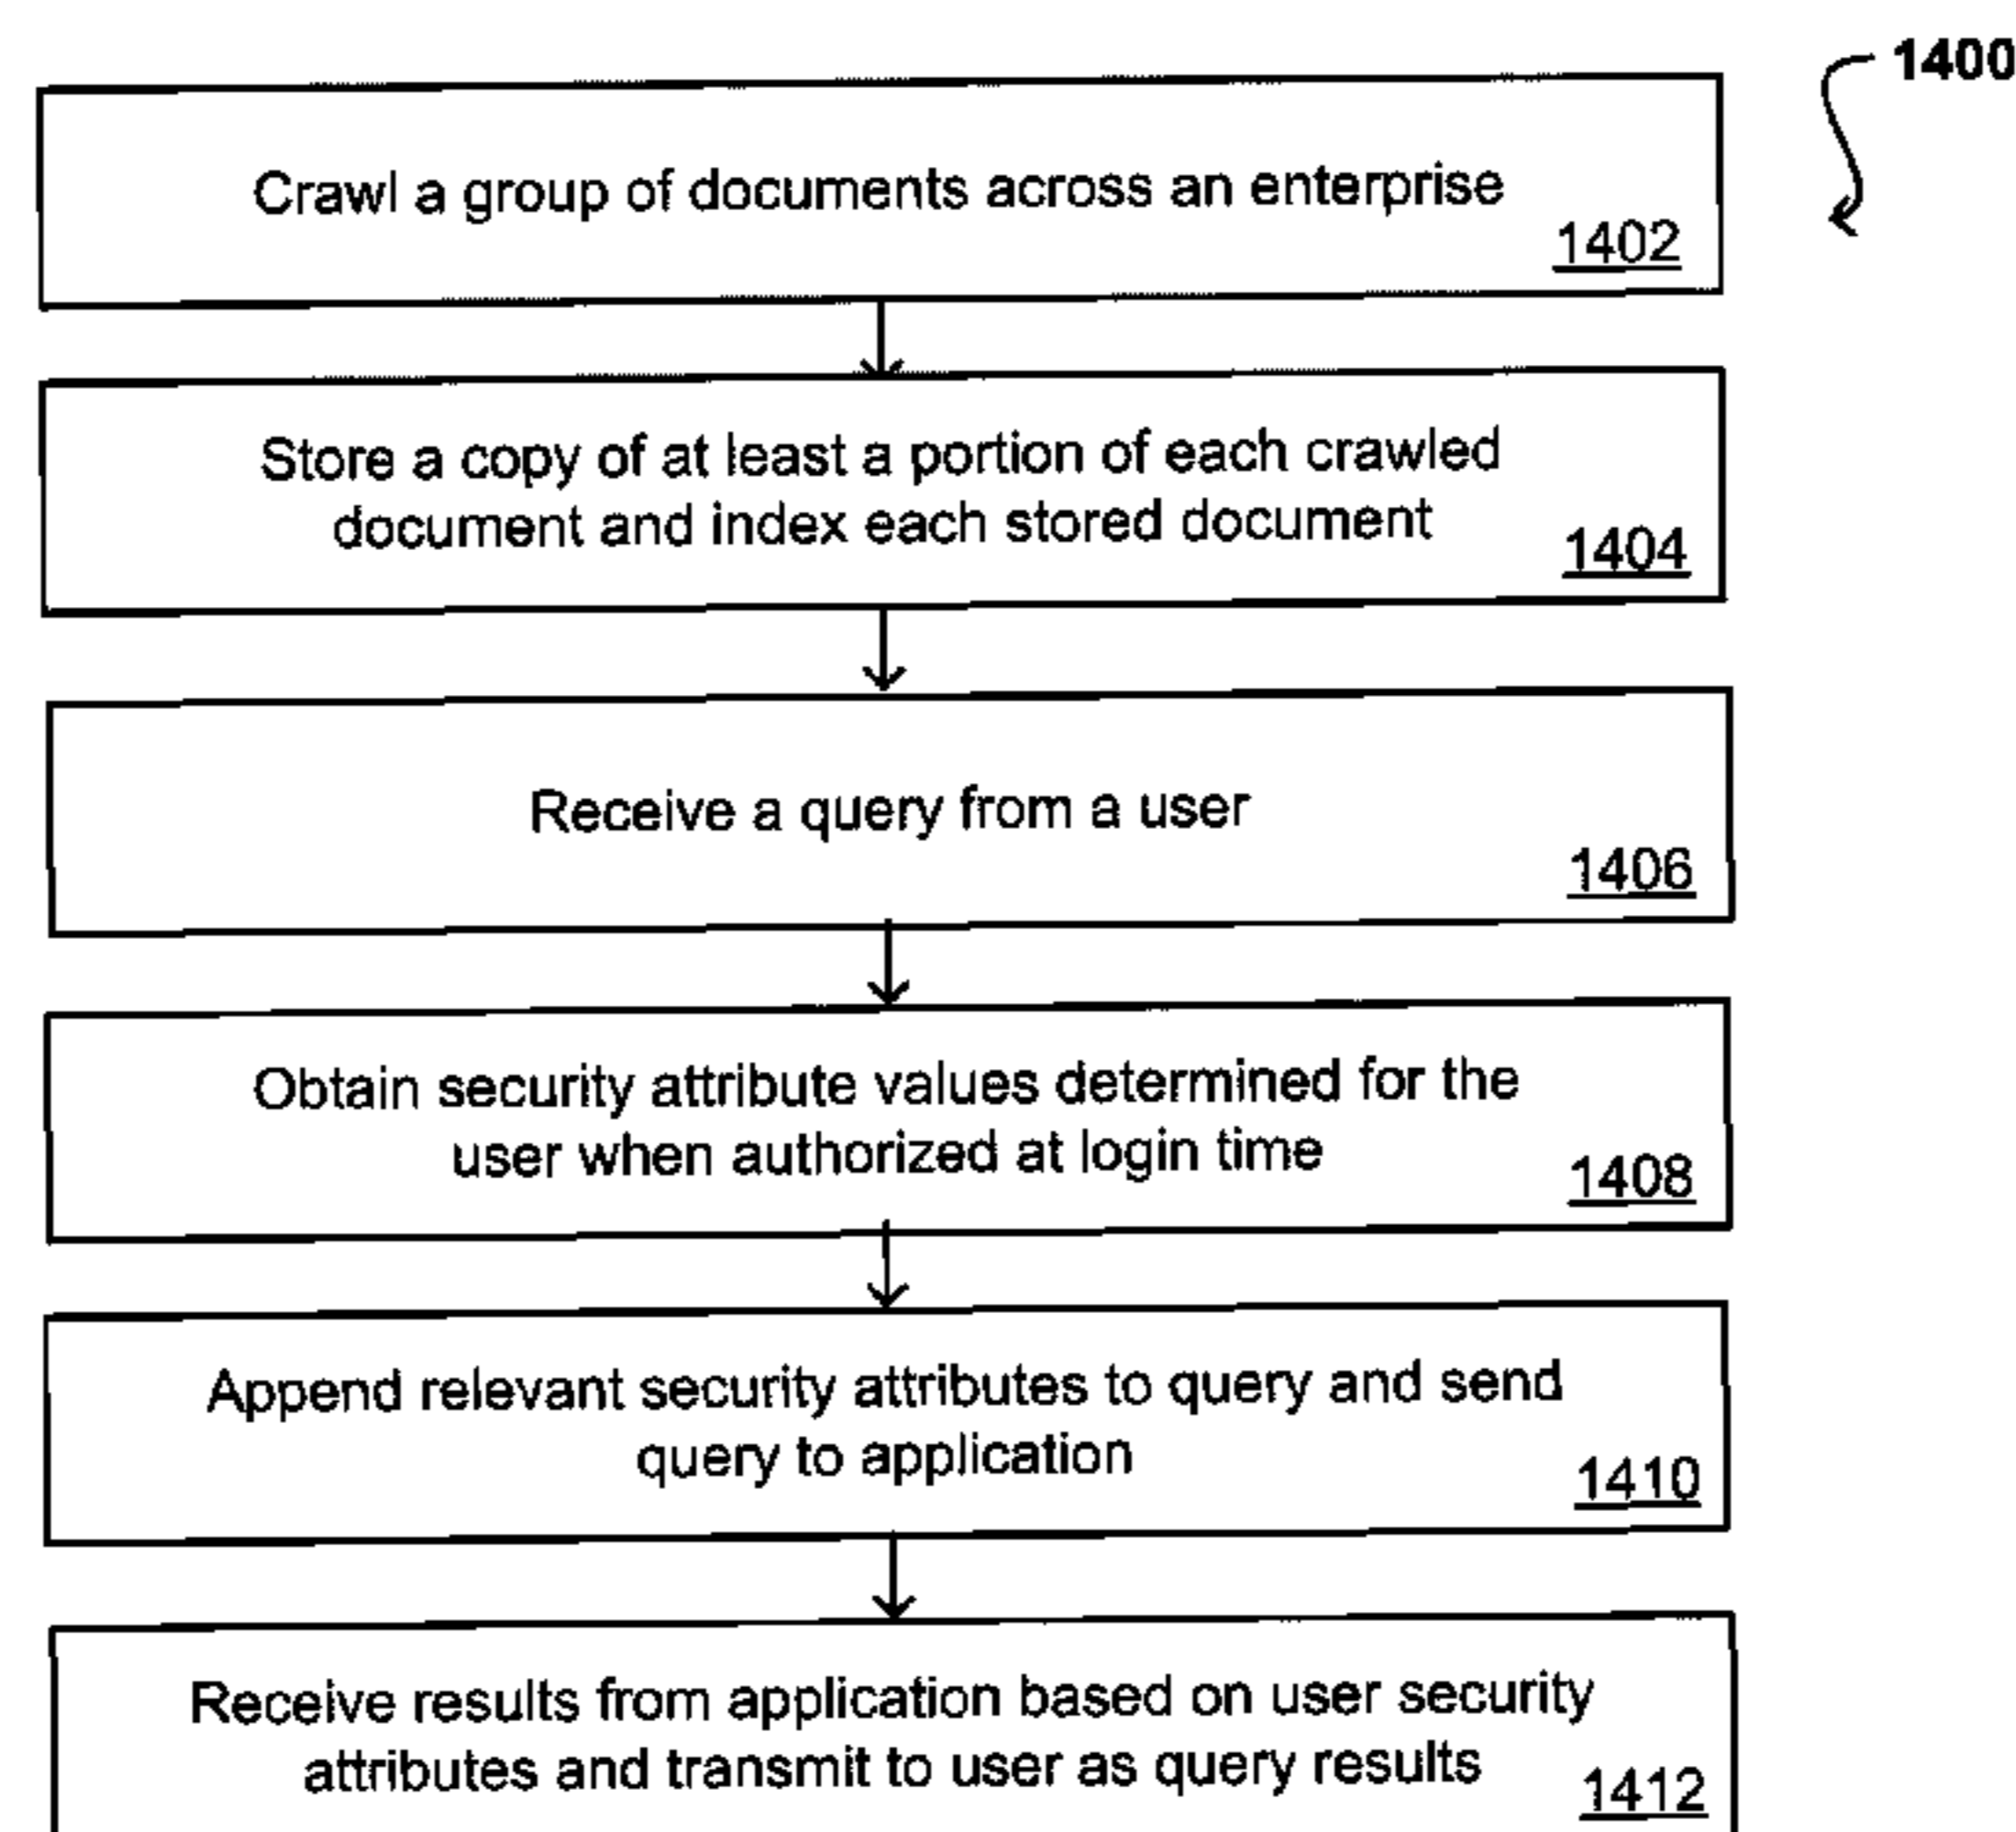 1400
Crawl a group of documents across an enterprise
1402
Store a copy of at least a portion of each crawled
document and index each stored document
1404
Receive a query from a user
1406
Obtain security attribute values determined for the
user when authorized at login time
1408
Append relevant security attributes to query and send
query to application
1410
Receive results from application based on user security
attributes and transmit to user as query results
1412